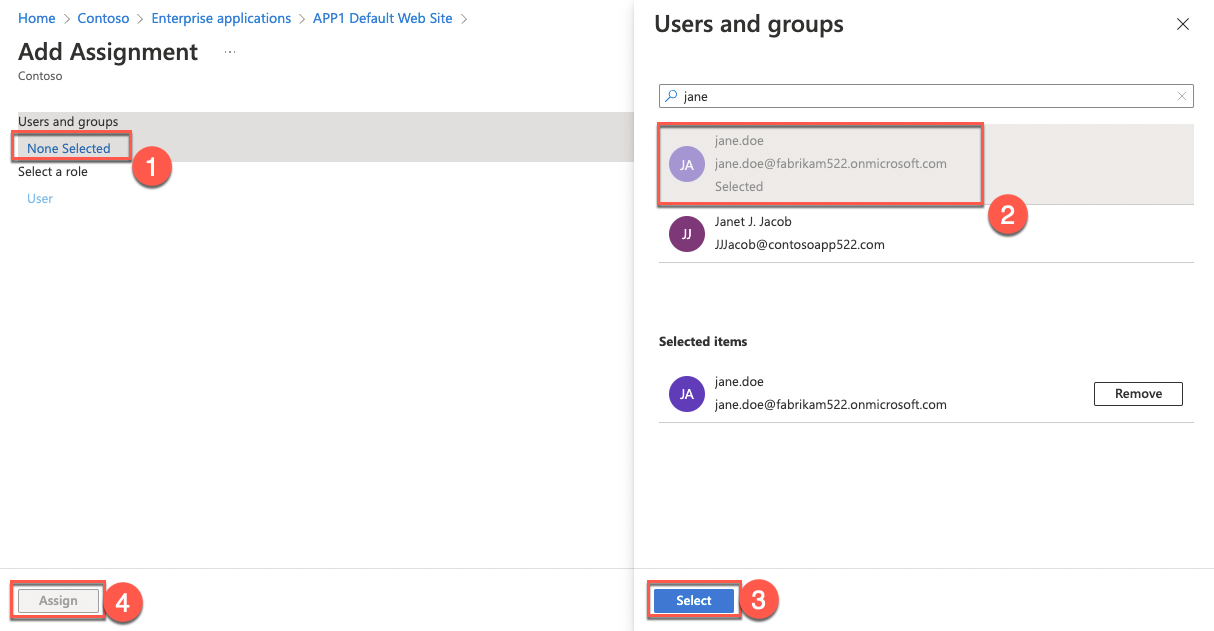 Home > Contoso > Enterprise applications > APP1 Default Web Site >
Add Assignment ...
Contoso
Users and groups
None Selected
1
Select a role
User
Assign
4
Users and groups
jane
JA
jane.doe
jane.doe@fabrikam522.onmicrosoft.com
Selected
2
JJ
Janet J. Jacob
JJJacob@contosoapp522.com
Selected items
JA
jane.doe
jane.doe@fabrikam522.onmicrosoft.com
Remove
Select
3